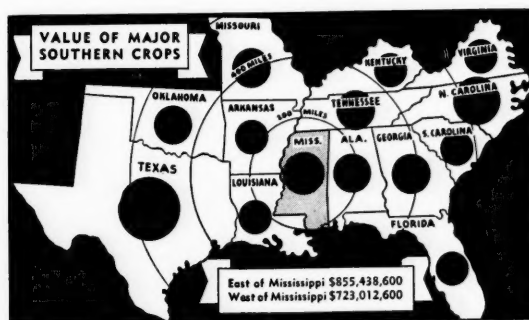 VALUE OF MAJOR
SOUTHERN CROPS
MISSOURI
400 MILES
KENTUCKY
VIRGINIA
OKLAHOMA
ARKANSAS
TENNESSEE
N. CAROLINA
200 MILES
TEXAS
MISS.
ALA.
GEORGIA
S. CAROLINA
LOUISIANA
FLORIDA
East of Mississippi $855,438,600
West of Mississippi $723,012,600